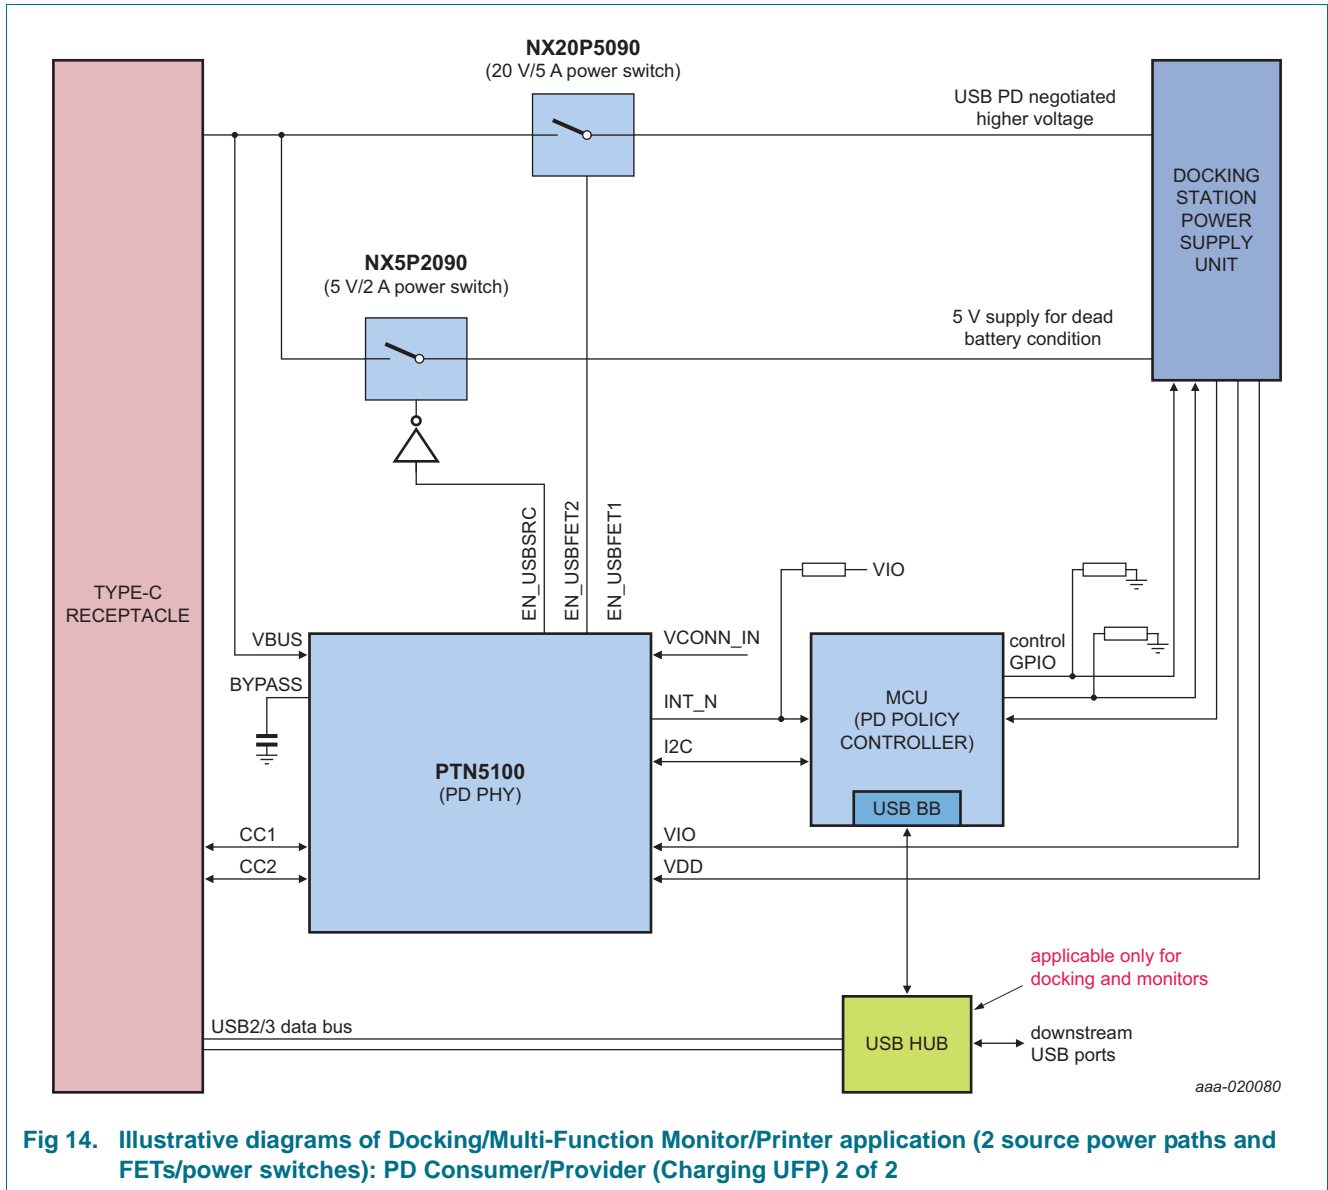 NX20P5090
(20 V/5 A power switch)
USB PD negotiated
higher voltage
DOCKING
STATION
POWER
SUPPLY
UNIT
NX5P2090
(5 V/2 A power switch)
5 V supply for dead
battery condition
EN_USBSRC
EN_USBFET2
EN_USBFET1
TYPE-C
RECEPTACLE
VIO
VBUS
VCONN_IN
control
GPIO
BYPASS
INT_N
MCU
(PD POLICY
CONTROLLER)
I2C
PTN5100
(PD PHY)
USB BB
CC1
VIO
CC2
VDD
applicable only for
docking and monitors
USB2/3 data bus
USB HUB
downstream
USB ports
aaa-020080
Fig 14. Illustrative diagrams of Docking/Multi-Function Monitor/Printer application (2 source power paths and
FETs/power switches): PD Consumer/Provider (Charging UFP) 2 of 2